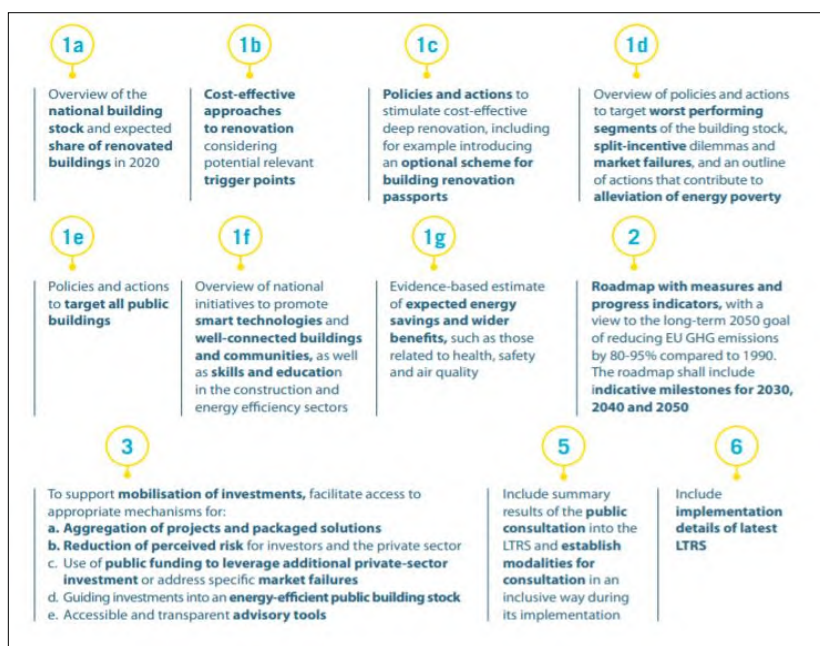 1a
Overview of the
national building
stock and expected
share of renovated
buildings in 2020
1b
Cost-effective
approaches
to renovation
considering
potential relevant
trigger points
1c
Policies and actions to
stimulate cost-effective
deep renovation, including
for example introducing
an optional scheme for
building renovation
passports
1d
Overview of policies and actions
to target worst performing
segments of the building stock,
split-incentive dilemmas and
market failures, and an outline
of actions that contribute to
alleviation of energy poverty
1e
Policies and actions
to target all public
buildings
1f
Overview of national
initiatives to promote
smart technologies and
well-connected buildings
and communities, as well
as skills and education
in the construction and
energy efficiency sectors
1g
Evidence-based estimate
of expected energy
savings and wider
benefits, such as those
related to health, safety
and air quality
2
Roadmap with measures and
progress indicators, with a
view to the long-term 2050 goal
of reducing EU GHG emissions
by 80-95% compared to 1990.
The roadmap shall include
indicative milestones for 2030,
2040 and 2050
3
To support mobilisation of investments, facilitate access to
appropriate mechanisms for:
a. Aggregation of projects and packaged solutions
b. Reduction of perceived risk for investors and the private sector
c. Use of public funding to leverage additional private-sector
investment or address specific market failures
d. Guiding investments into an energy-efficient public building stock
e. Accessible and transparent advisory tools
5
Include summary
results of the public
consultation into the
LTRS and establish
modalities for
consultation in an
inclusive way during
its implementation
6
Include
implementation
details of latest
LTRS